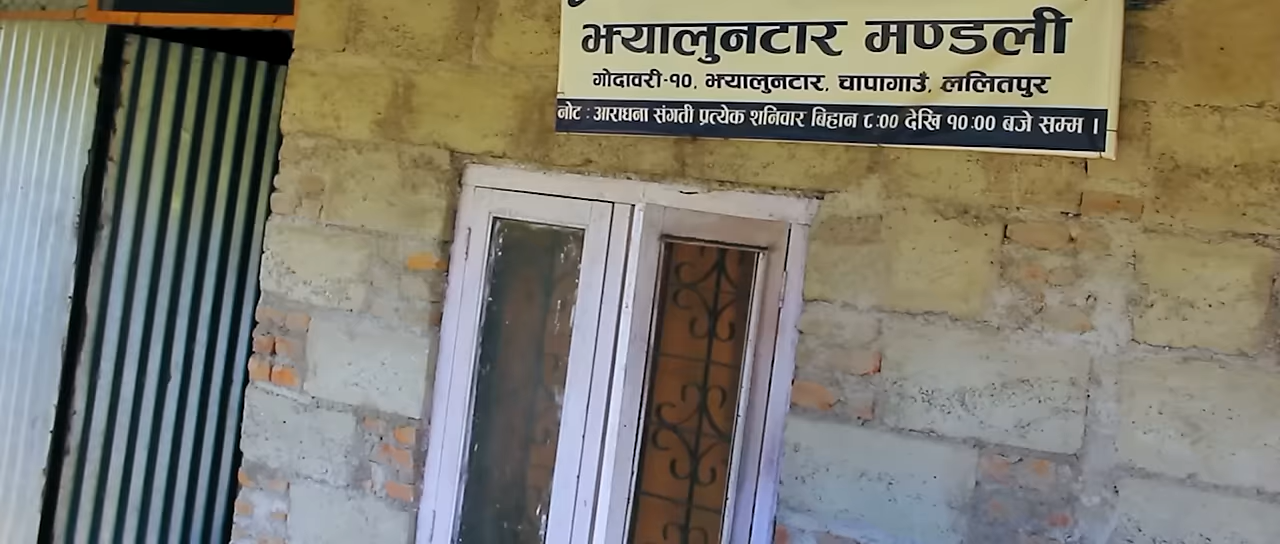 झ्यालुनटार मण्डली
गोदावरी-१०, झ्यालुनटार, चापागाउँ, ललितपुर
नोट : आराधना संगती प्रत्येक शनिवार बिहान ८:०० देखि १०:०० बजे सम्म ।